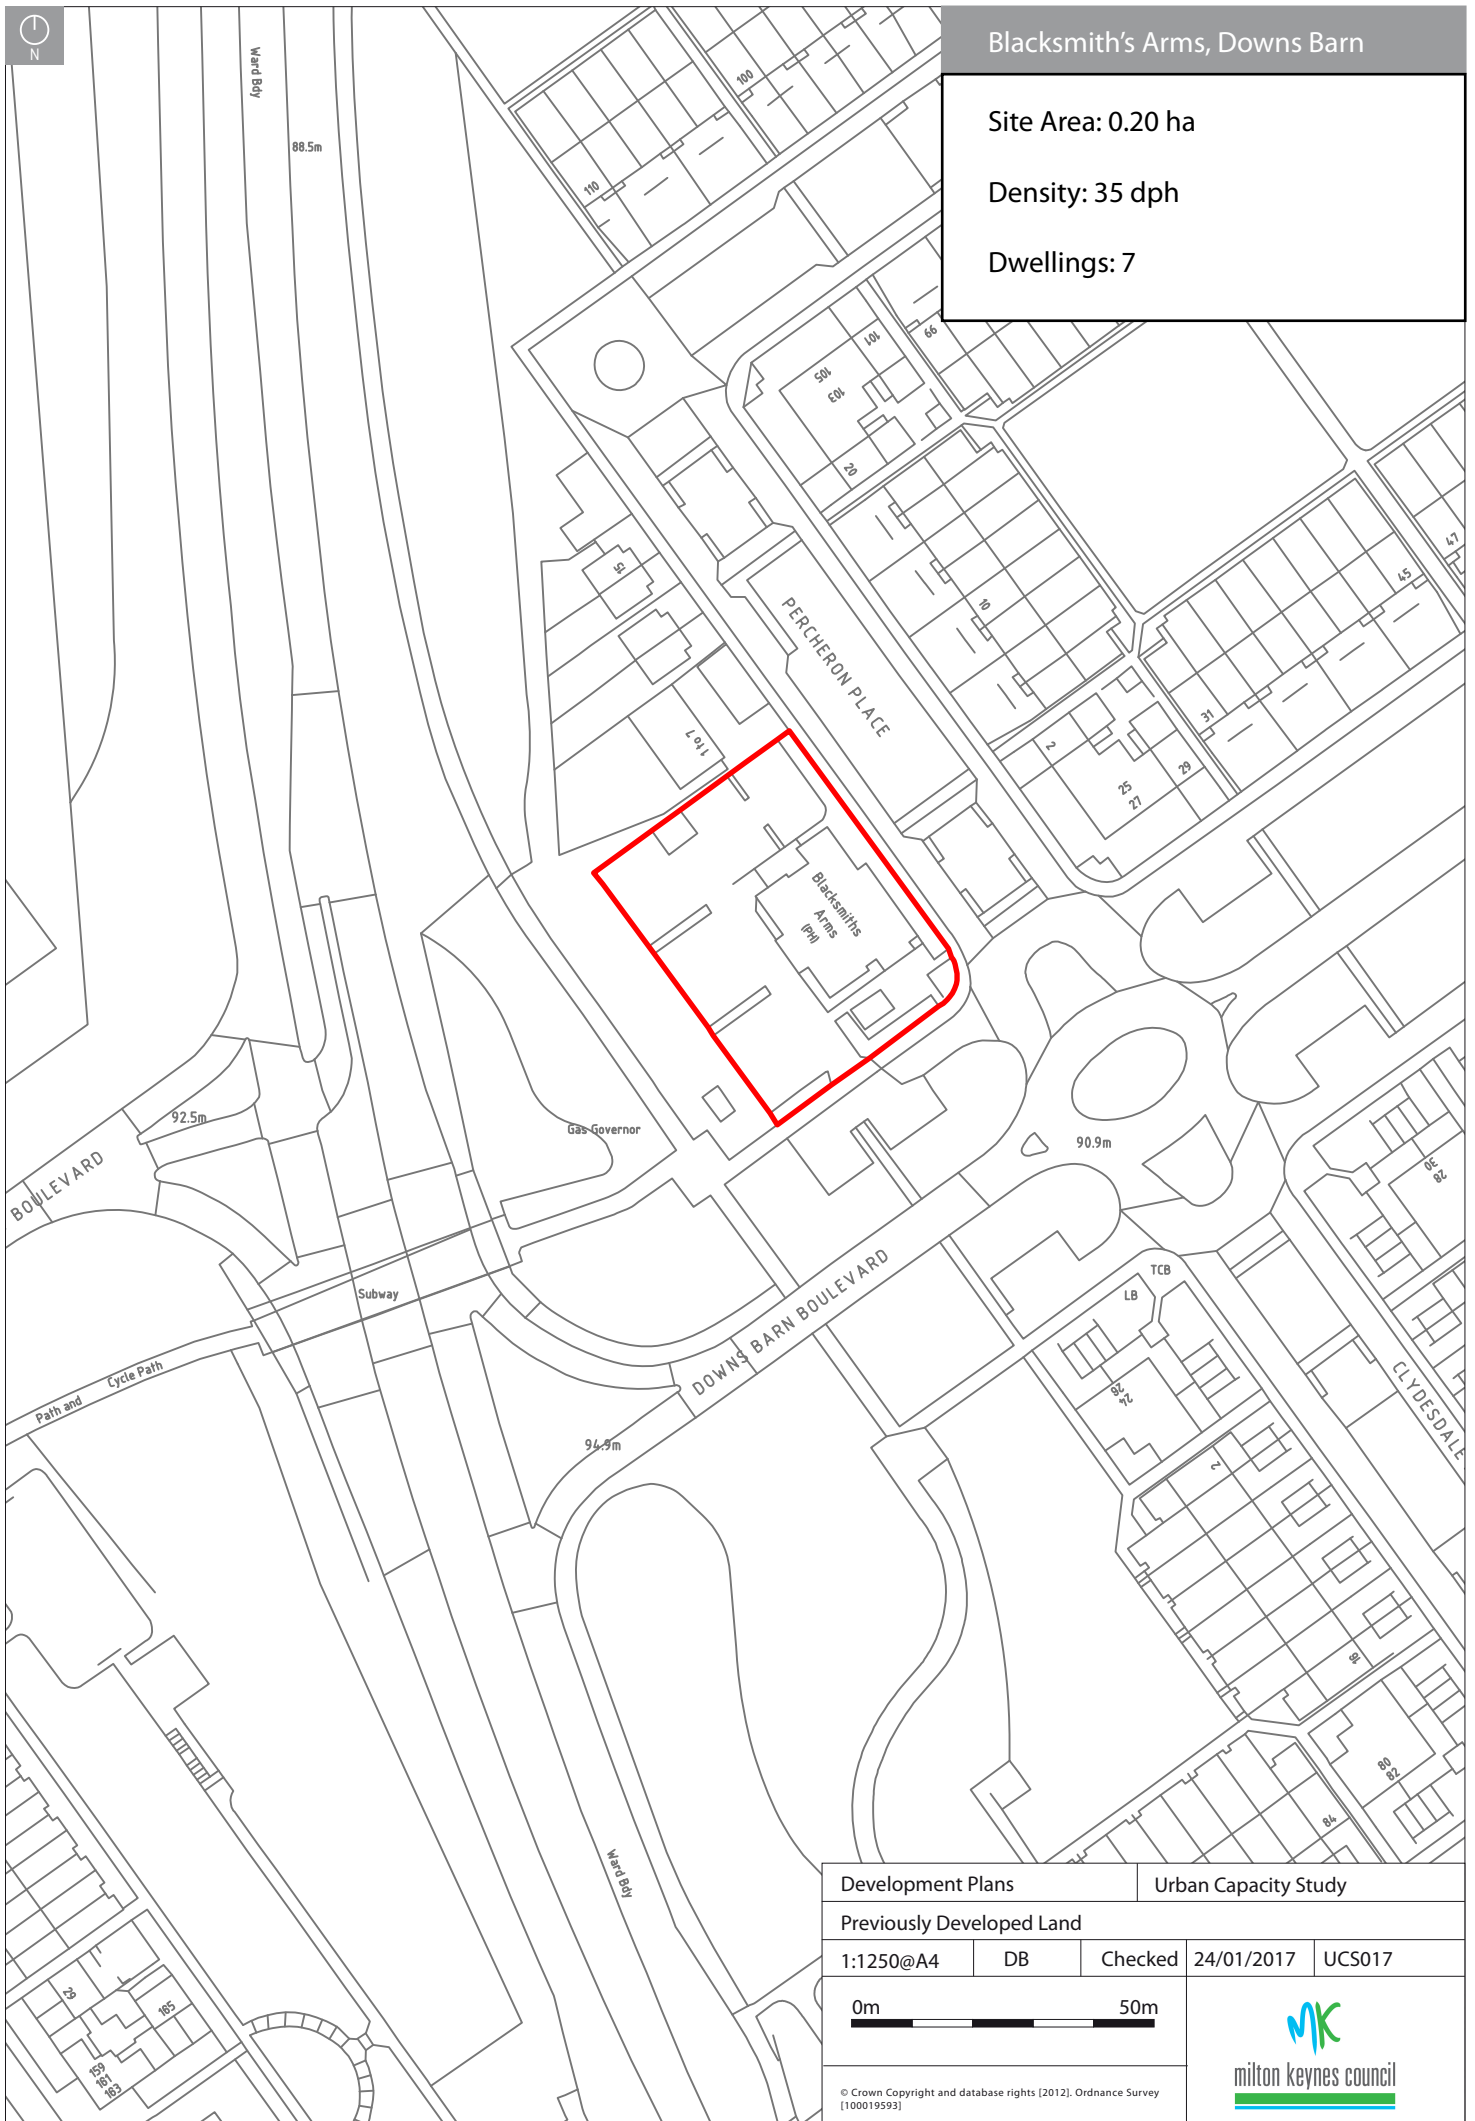 N
Blacksmith's Arms, Downs Barn
Site Area: 0.20 ha
Density: 35 dph
Dwellings: 7
Ward Bdy
88.5m
100
110
101
99
105
103
20
15
10
47
45
PERCHERON PLACE
1 to 7
31
2
25
27
29
Blacksmiths
Arms
(PH)
92.5m
BOULEVARD
Gas Governor
90.9m
28 30
Subway
TCB
LB
DOWNS BARN BOULEVARD
Path and Cycle Path
24 26
CLYDESDALE
94.9m
2
16
80
82
84
Ward Bdy
29
165
159
161
163
Development Plans
Urban Capacity Study
Previously Developed Land
1:1250@A4
DB
Checked
24/01/2017
UCS017
0m
50m
MK
milton keynes council
© Crown Copyright and database rights [2012]. Ordnance Survey
[100019593]